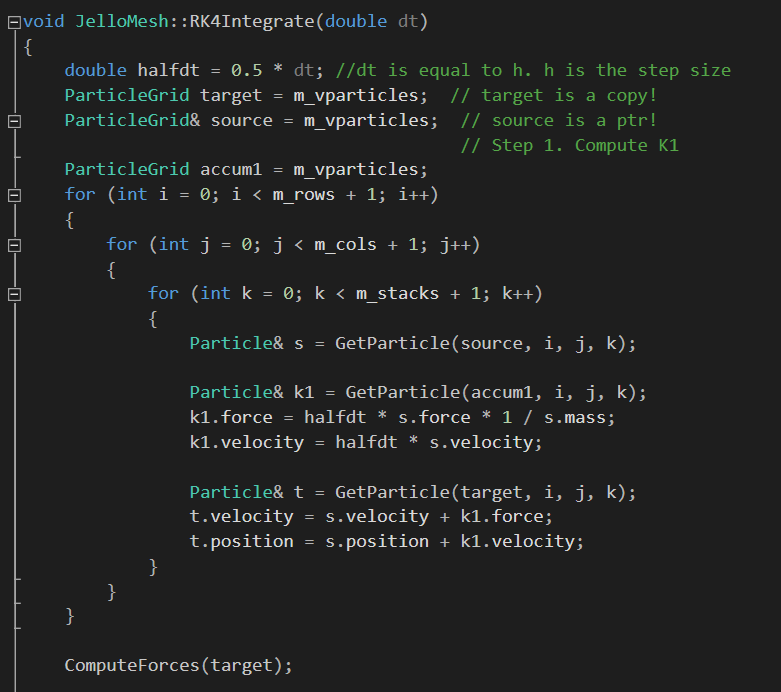 void JelloMesh::RK4Integrate(double dt)
{
    double halfdt = 0.5 * dt; //dt is equal to h. h is the step size
    ParticleGrid target = m_vparticles;  // target is a copy!
    ParticleGrid& source = m_vparticles;  // source is a ptr!
                                          // Step 1. Compute K1
    ParticleGrid accum1 = m_vparticles;
    for (int i = 0; i < m_rows + 1; i++)
    {
        for (int j = 0; j < m_cols + 1; j++)
        {
            for (int k = 0; k < m_stacks + 1; k++)
            {
                Particle& s = GetParticle(source, i, j, k);

                Particle& k1 = GetParticle(accum1, i, j, k);
                k1.force = halfdt * s.force * 1 / s.mass;
                k1.velocity = halfdt * s.velocity;

                Particle& t = GetParticle(target, i, j, k);
                t.velocity = s.velocity + k1.force;
                t.position = s.position + k1.velocity;
            }
        }
    }

    ComputeForces(target);